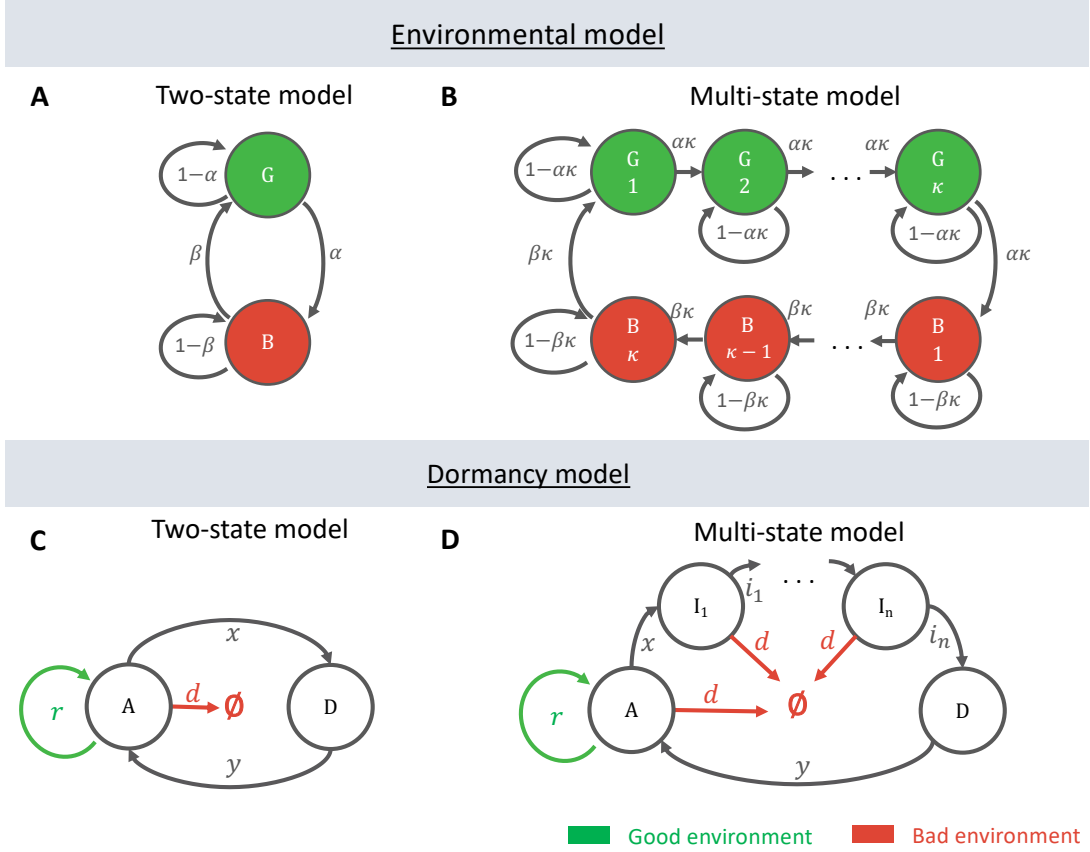 Environmental model
A Two-state model
B Multi-state model
1−α
G
β
α
1−β
B
1−ακ
G
1
ακ
G
2
ακ
. . .
ακ
G
κ
1−ακ
1−ακ
βκ
ακ
1−βκ
B
κ
βκ
B
κ − 1
βκ
. . .
βκ
B
1
1−βκ
1−βκ
Dormancy model
C Two-state model
D Multi-state model
x
r
A
d
Ø
D
y
x
I1
i1
. . .
In
in
d
d
r
A
d
Ø
D
y
Good environment
Bad environment